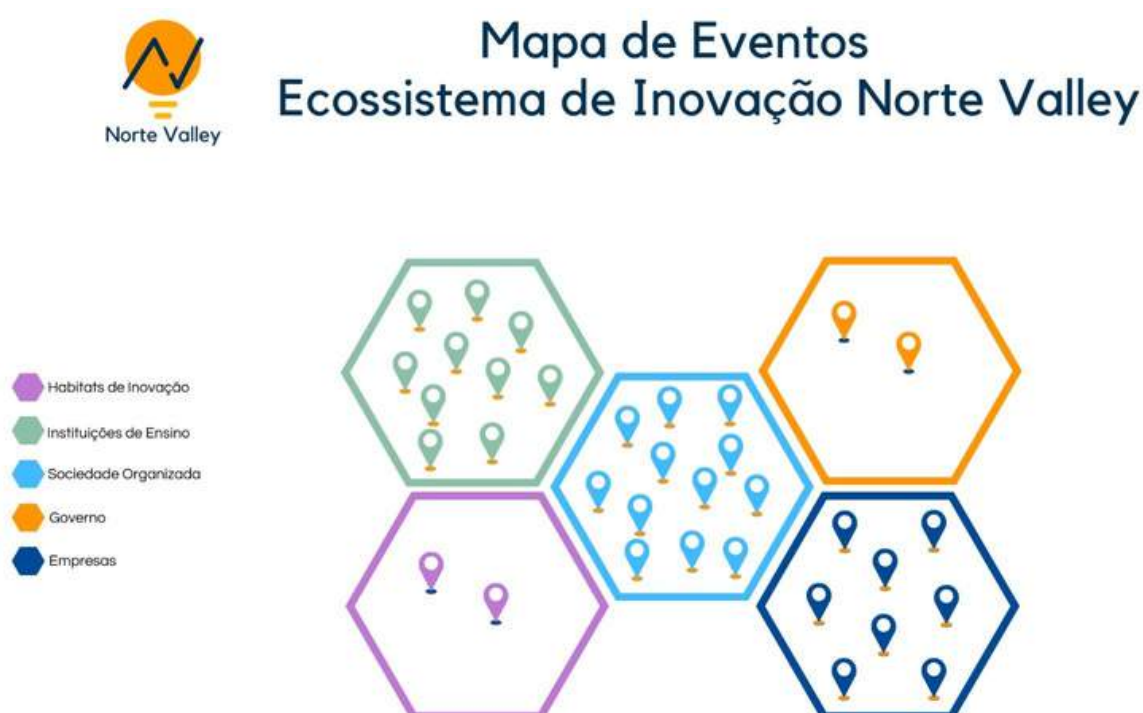 Mapa de Eventos
Ecossistema de Inovação Norte Valley
Norte Valley
Habitats de Inovação
Instituições de Ensino
Sociedade Organizada
Governo
Empresas